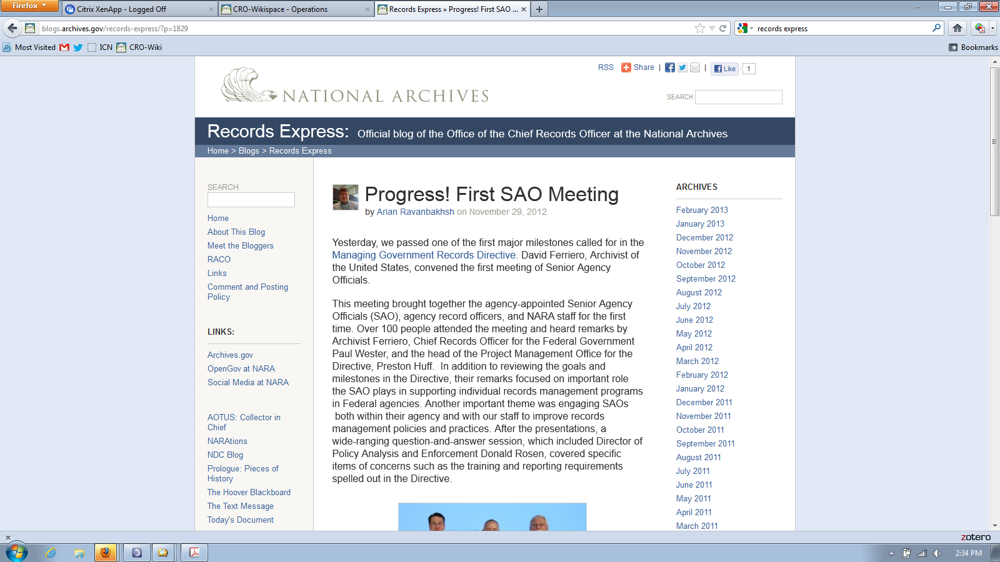 Firefox
Citrix XenApp - Logged Off
CRO-Wikispace - Operations
Records Express » Progress! First SAO ...
blogs.archives.gov/records-express/?p=1829
records express
Most Visited
ICN
CRO-Wiki
Bookmarks
RSS Share | | Like 1
NATIONAL ARCHIVES
SEARCH
Records Express: Official blog of the Office of the Chief Records Officer at the National Archives
Home > Blogs > Records Express
SEARCH
Home
About This Blog
Meet the Bloggers
RACO
Links
Comment and Posting
Policy
LINKS:
Archives.gov
OpenGov at NARA
Social Media at NARA
AOTUS: Collector in
Chief
NARAtions
NDC Blog
Prologue: Pieces of
History
The Hoover Blackboard
The Text Message
Today's Document
Progress! First SAO Meeting
by Arian Ravanbakhsh on November 29, 2012
Yesterday, we passed one of the first major milestones called for in the
Managing Government Records Directive. David Ferriero, Archivist of
the United States, convened the first meeting of Senior Agency
Officials.
This meeting brought together the agency-appointed Senior Agency
Officials (SAO), agency record officers, and NARA staff for the first
time. Over 100 people attended the meeting and heard remarks by
Archivist Ferriero, Chief Records Officer for the Federal Government
Paul Wester, and the head of the Project Management Office for the
Directive, Preston Huff.  In addition to reviewing the goals and
milestones in the Directive, their remarks focused on important role
the SAO plays in supporting individual records management programs
in Federal agencies. Another important theme was engaging SAOs
both within their agency and with our staff to improve records
management policies and practices. After the presentations, a
wide-ranging question-and-answer session, which included Director of
Policy Analysis and Enforcement Donald Rosen, covered specific
items of concerns such as the training and reporting requirements
spelled out in the Directive.
ARCHIVES
February 2013
January 2013
December 2012
November 2012
October 2012
September 2012
August 2012
July 2012
June 2012
May 2012
April 2012
March 2012
February 2012
January 2012
December 2011
November 2011
October 2011
September 2011
August 2011
July 2011
June 2011
May 2011
April 2011
March 2011
zotero
2:34 PM